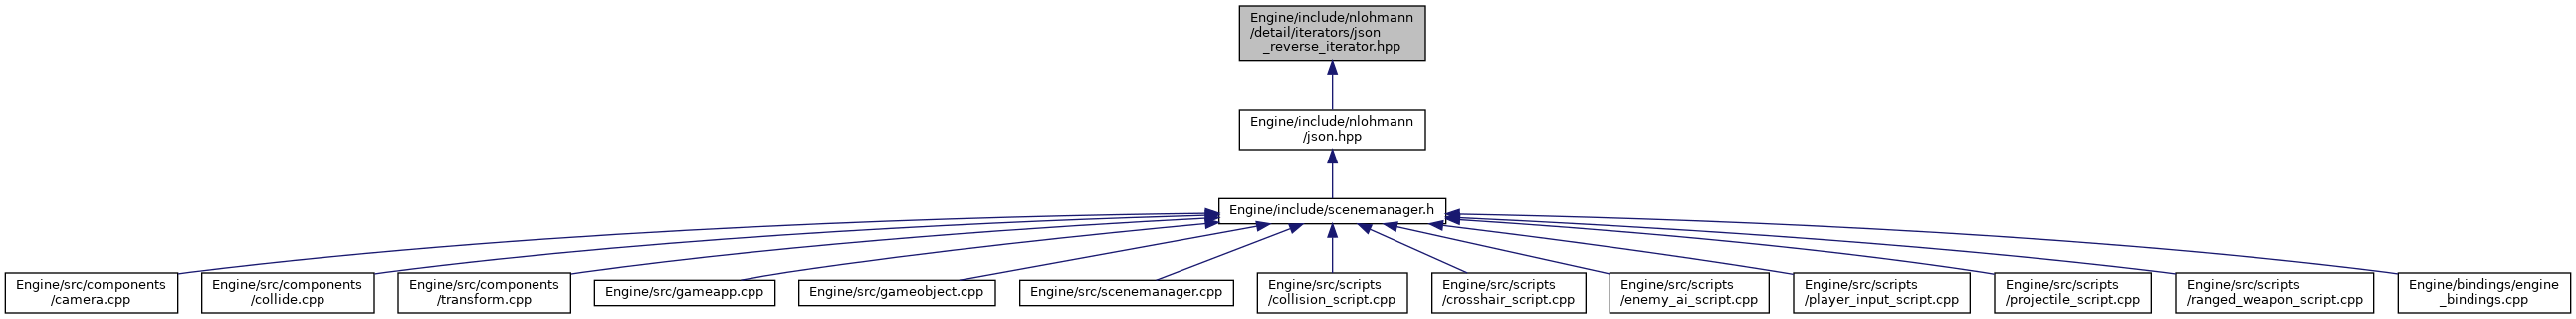 Engine/include/nlohmann
/detail/iterators/json
_reverse_iterator.hpp
Engine/include/nlohmann
/json.hpp
Engine/include/scenemanager.h
Engine/src/components
/camera.cpp
Engine/src/components
/collide.cpp
Engine/src/components
/transform.cpp
Engine/src/gameapp.cpp
Engine/src/gameobject.cpp
Engine/src/scenemanager.cpp
Engine/src/scripts
/collision_script.cpp
Engine/src/scripts
/crosshair_script.cpp
Engine/src/scripts
/enemy_ai_script.cpp
Engine/src/scripts
/player_input_script.cpp
Engine/src/scripts
/projectile_script.cpp
Engine/src/scripts
/ranged_weapon_script.cpp
Engine/bindings/engine
_bindings.cpp